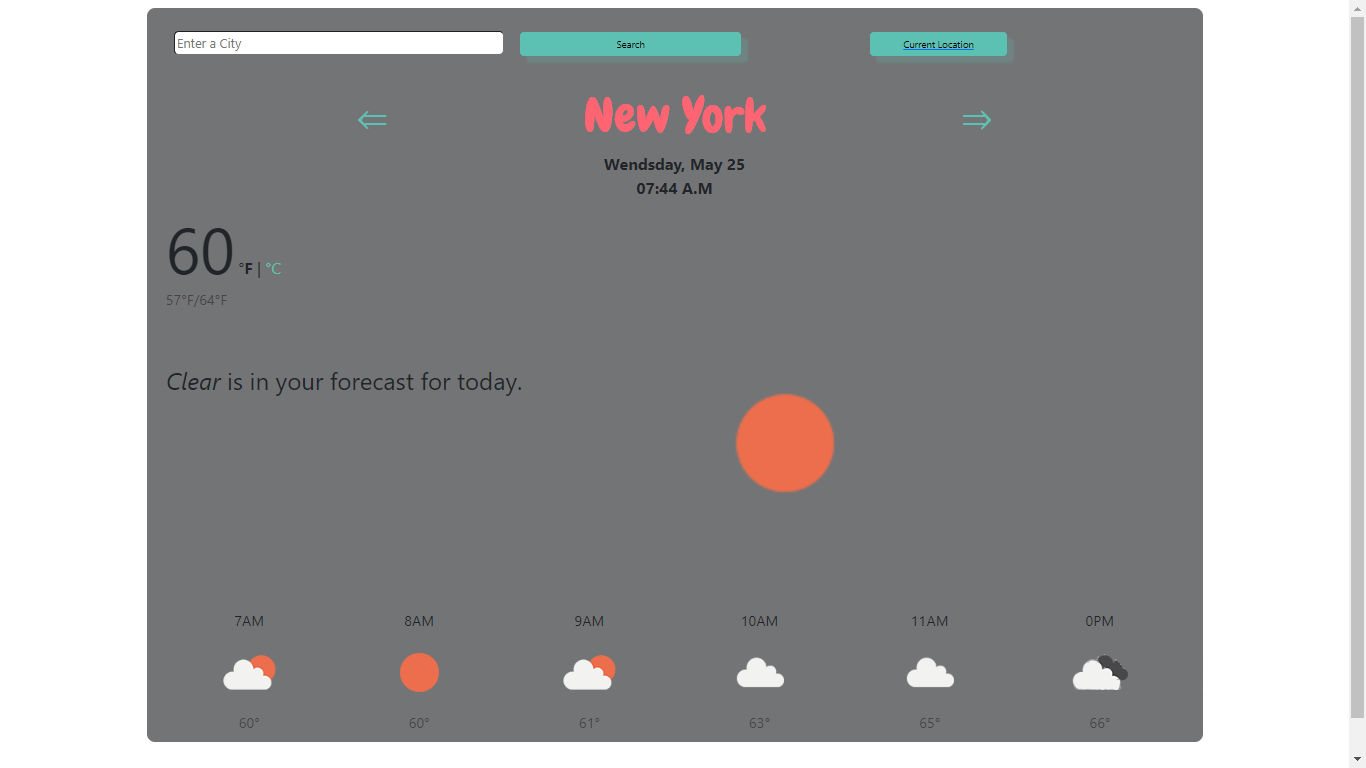 Enter a City
Search
Current Location
⇐
New York
⇒
Wendsday, May 25
07:44 A.M
60 °F | °C
57°F/64°F
Clear is in your forecast for today.
7AM 8AM 9AM 10AM 11AM 0PM
60° 60° 61° 63° 65° 66°